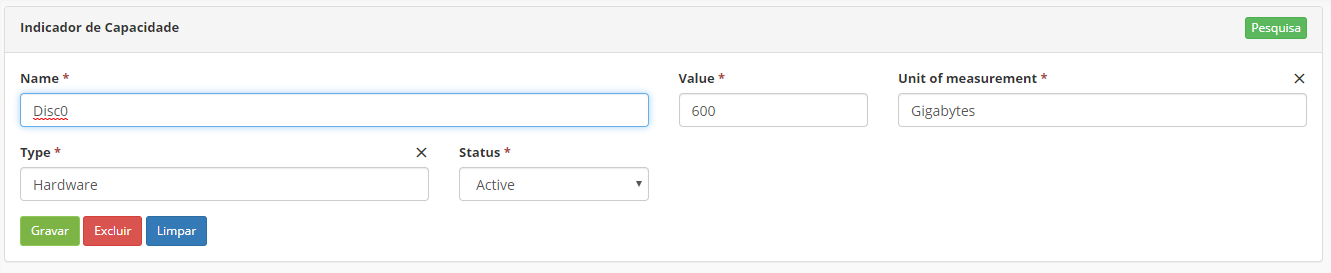 Indicador de Capacidade Pesquisa
Name * Value * Unit of measurement * ×
Disc0 600 Gigabytes
Type * × Status *
Hardware Active
Gravar Excluir Limpar